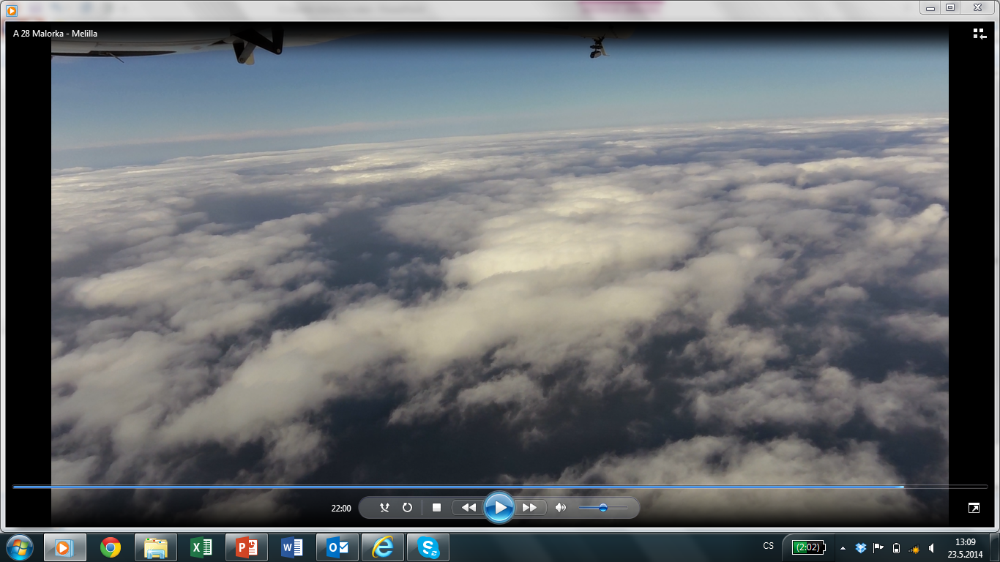 A 28 Malorka - Melilla
22:00
CS
(2:02)
13:09
23.5.2014